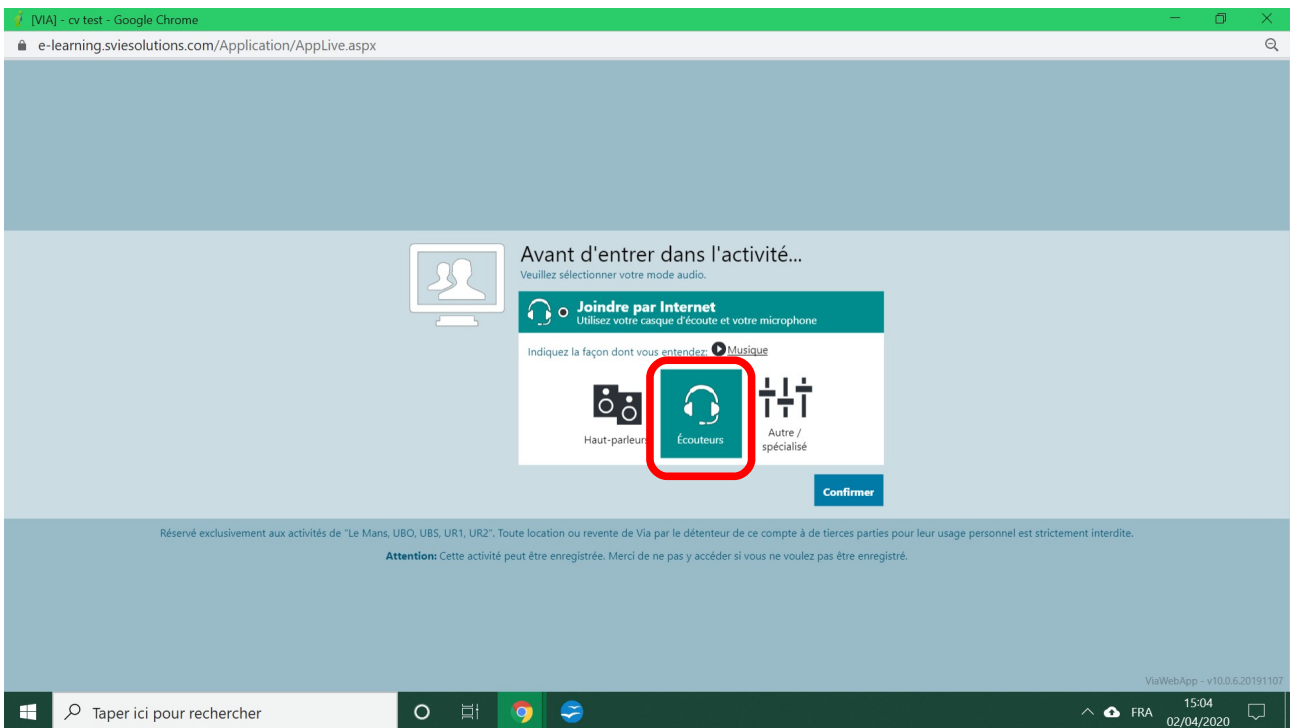 [VIA] - cv test - Google Chrome
e-learning.sviesolutions.com/Application/AppLive.aspx
Avant d'entrer dans l'activité...
Veuillez sélectionner votre mode audio.
Joindre par Internet
Utilisez votre casque d'écoute et votre microphone
Indiquez la façon dont vous entendez: Musique
Haut-parleurs
Écouteurs
Autre /
spécialisé
Confirmer
Réservé exclusivement aux activités de "Le Mans, UBO, UBS, UR1, UR2". Toute location ou revente de Via par le détenteur de ce compte à de tierces parties pour leur usage personnel est strictement interdite.
Attention: Cette activité peut être enregistrée. Merci de ne pas y accéder si vous ne voulez pas être enregistré.
ViaWebApp - v10.0.6.20191107
Taper ici pour rechercher
FRA
15:04
02/04/2020